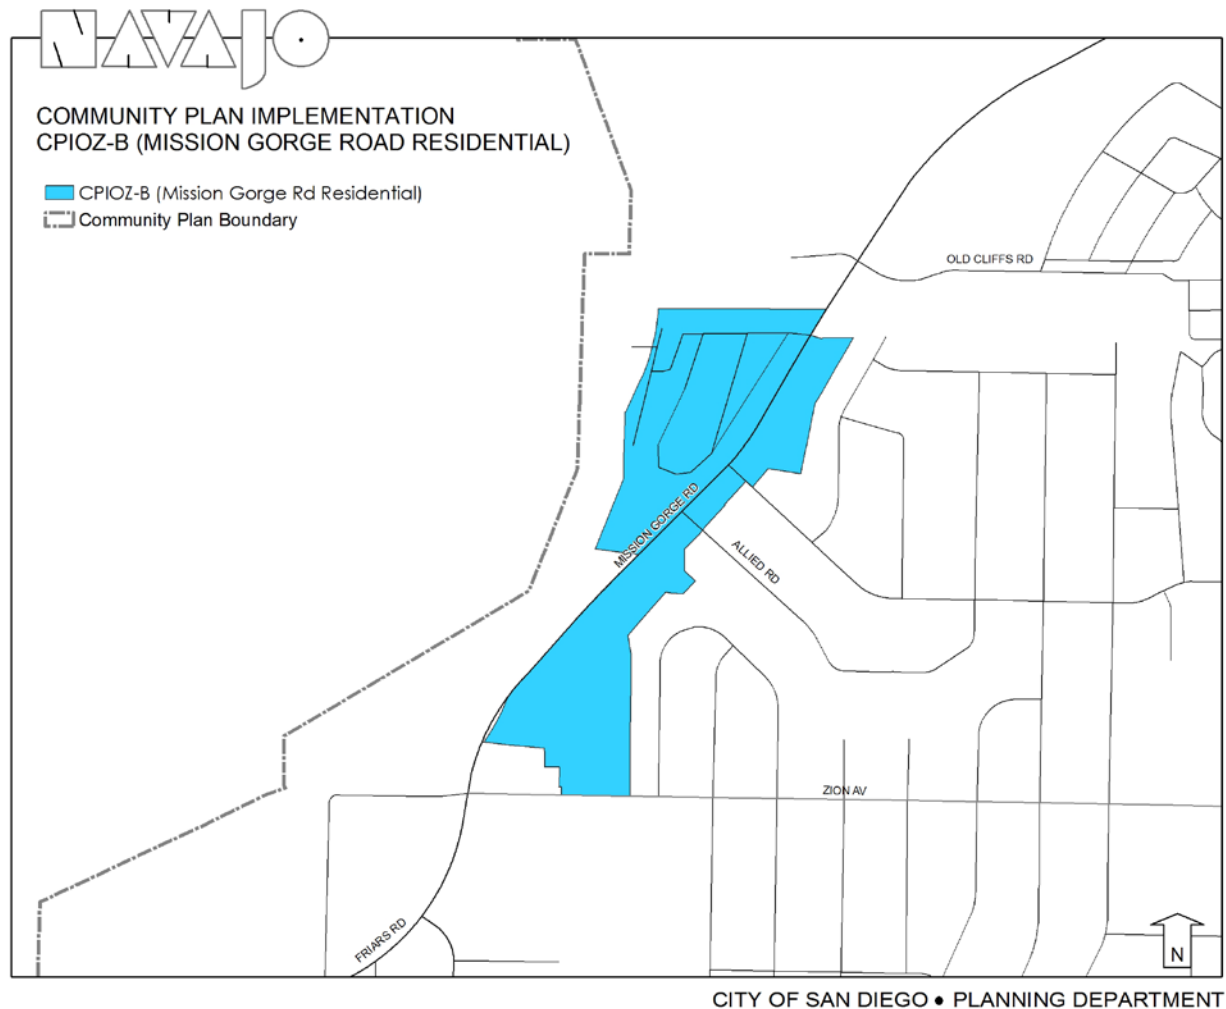 NAVAJO
COMMUNITY PLAN IMPLEMENTATION
CPIOZ-B (MISSION GORGE ROAD RESIDENTIAL)
CPIOZ-B (Mission Gorge Rd Residential)
Community Plan Boundary
OLD CLIFFS RD
MISSION GORGE RD
ALLIED RD
ZION AV
FRIARS RD
N
CITY OF SAN DIEGO • PLANNING DEPARTMENT